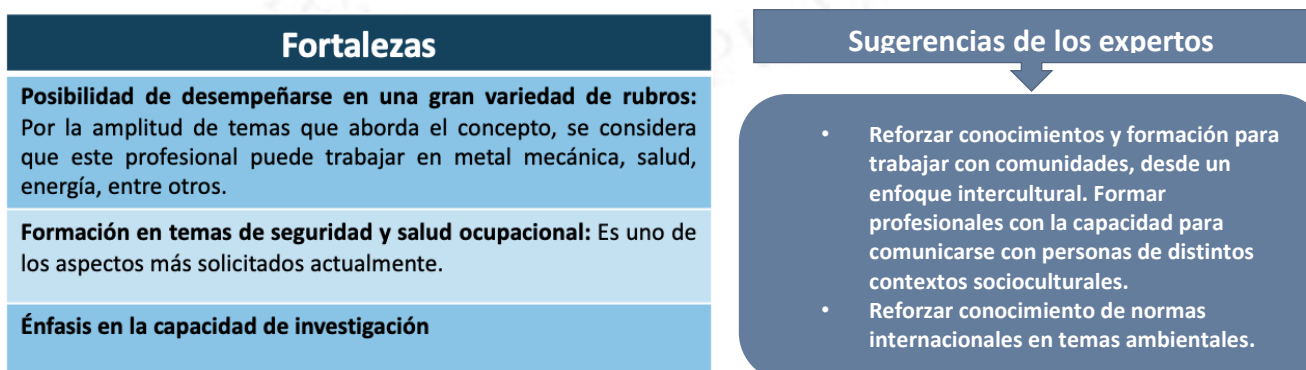 Fortalezas
Posibilidad de desempeñarse en una gran variedad de rubros:
Por la amplitud de temas que aborda el concepto, se considera
que este profesional puede trabajar en metal mecánica, salud,
energía, entre otros.
Formación en temas de seguridad y salud ocupacional: Es uno de
los aspectos más solicitados actualmente.
Énfasis en la capacidad de investigación
Sugerencias de los expertos
• Reforzar conocimientos y formación para
trabajar con comunidades, desde un
enfoque intercultural. Formar
profesionales con la capacidad para
comunicarse con personas de distintos
contextos socioculturales.
• Reforzar conocimiento de normas
internacionales en temas ambientales.